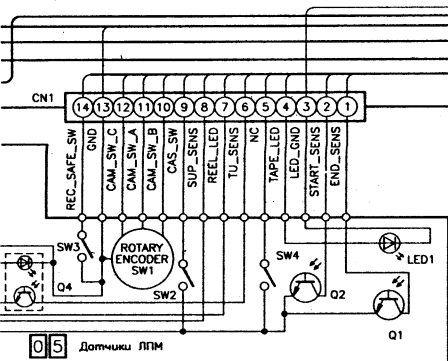 CN1
14 13 12 11 10 9 8 7 6 5 4 3 2 1
REC_SAFE_SW
GND
CAM_SW_C
CAM_SW_A
CAM_SW_B
CAS_SW
SUP_SENS
REEL_LED
TU_SENS
NC
TAPE_LED
LED_GND
START_SENS
END_SENS
SW3
ROTARY
ENCODER
SW1
SW4
LED1
Q4
SW2
Q2
Q1
05 Датчики ЛПМ